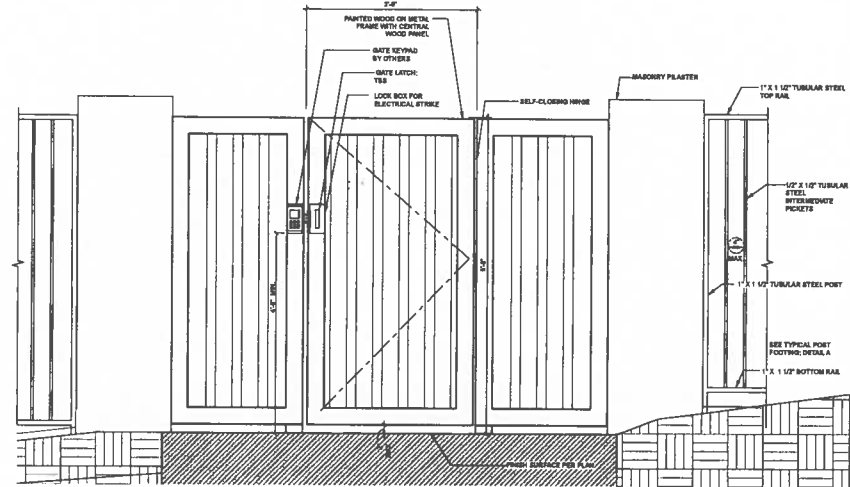 PAINTED WOOD ON METAL
FRAME WITH CENTRAL
WOOD PANEL
GATE KEYPAD
BY OTHERS
GATE LATCH;
LOCK BOX FOR
ELECTRICAL STRIKE
SELF-CLOSING HINGE
MASONRY PILASTER
1" X 1 1/2" TUBULAR STEEL
TOP RAIL
1/2" X 1/2" TUBULAR
STEEL
INTERMEDIATE
PICKETS
MAX
1" X 1 1/2" TUBULAR STEEL POST
SEE TYPICAL POST
FOOTING; DETAIL A
1" X 1 1/2" BOTTOM RAIL
MIN.
FINISH SURFACE PER PLAN